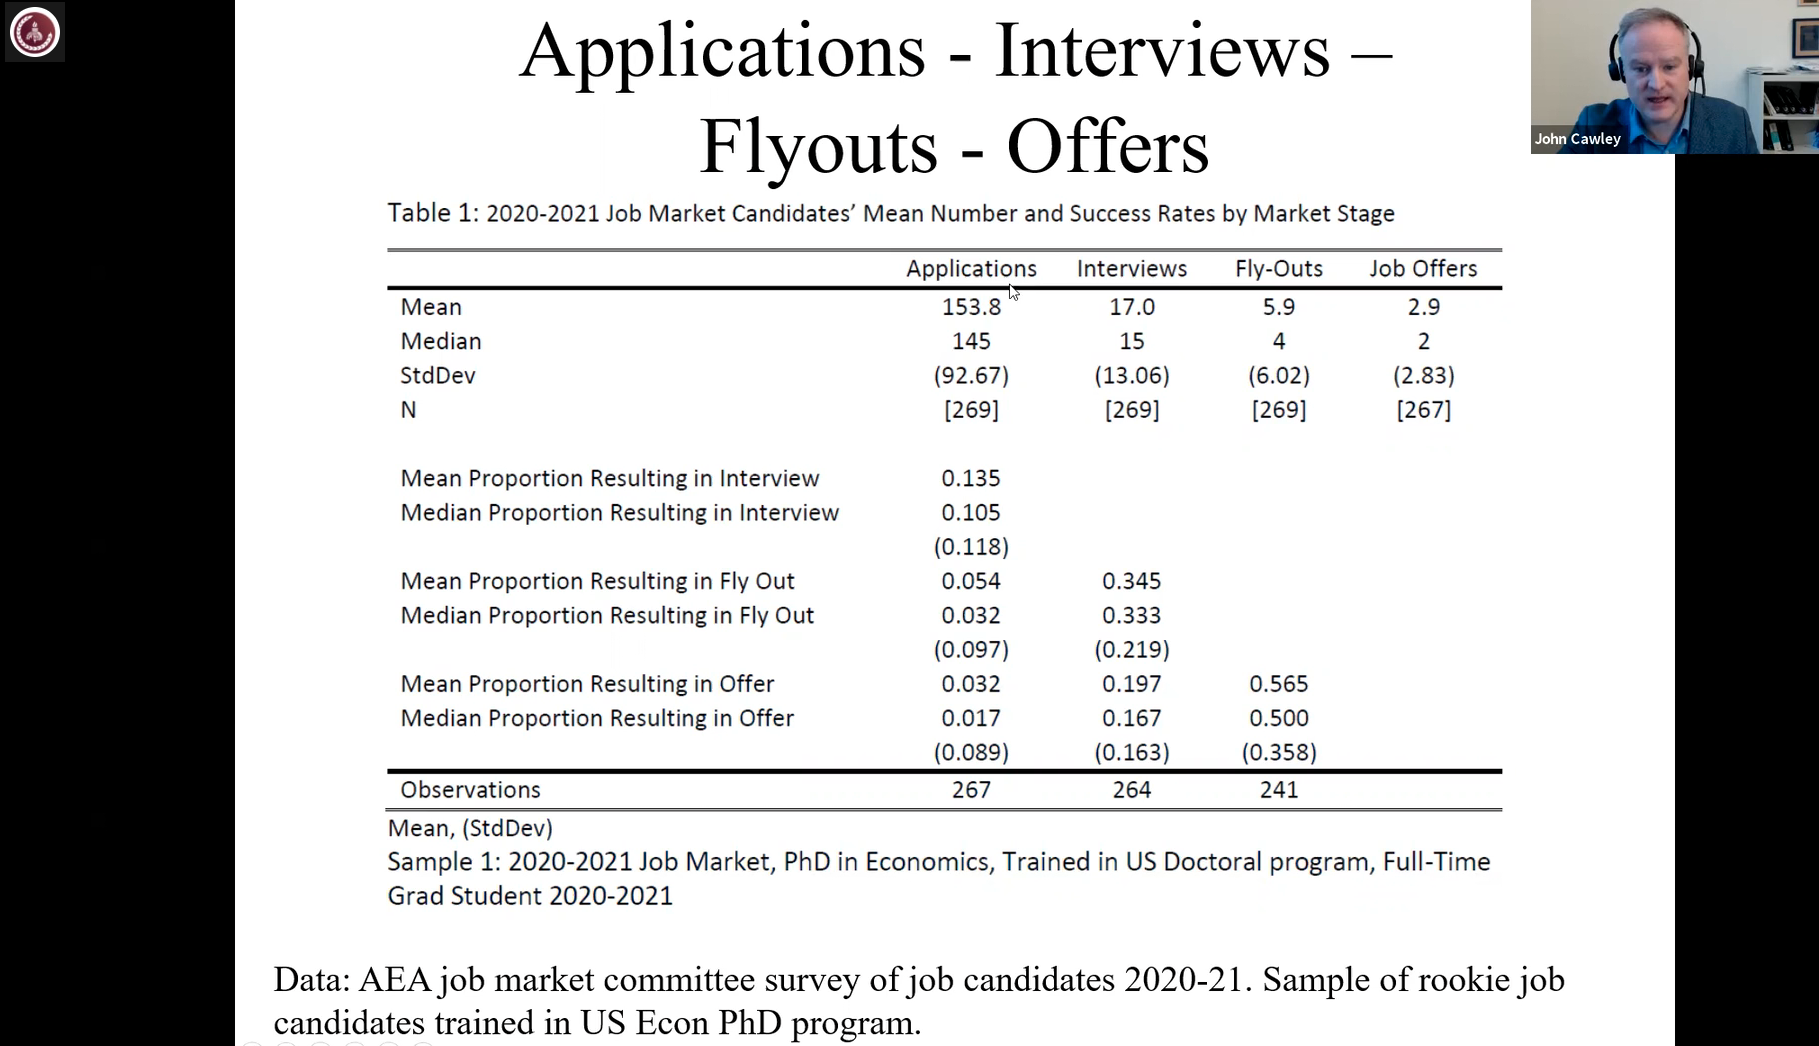 Applications - Interviews –
Flyouts - Offers
John Cawley
Table 1: 2020-2021 Job Market Candidates’ Mean Number and Success Rates by Market Stage
Applications Interviews Fly-Outs Job Offers
Mean 153.8 17.0 5.9 2.9
Median 145 15 4 2
StdDev (92.67) (13.06) (6.02) (2.83)
N [269] [269] [269] [267]
Mean Proportion Resulting in Interview 0.135
Median Proportion Resulting in Interview 0.105
(0.118)
Mean Proportion Resulting in Fly Out 0.054 0.345
Median Proportion Resulting in Fly Out 0.032 0.333
(0.097) (0.219)
Mean Proportion Resulting in Offer 0.032 0.197 0.565
Median Proportion Resulting in Offer 0.017 0.167 0.500
(0.089) (0.163) (0.358)
Observations 267 264 241
Mean, (StdDev)
Sample 1: 2020-2021 Job Market, PhD in Economics, Trained in US Doctoral program, Full-Time
Grad Student 2020-2021
Data: AEA job market committee survey of job candidates 2020-21. Sample of rookie job
candidates trained in US Econ PhD program.